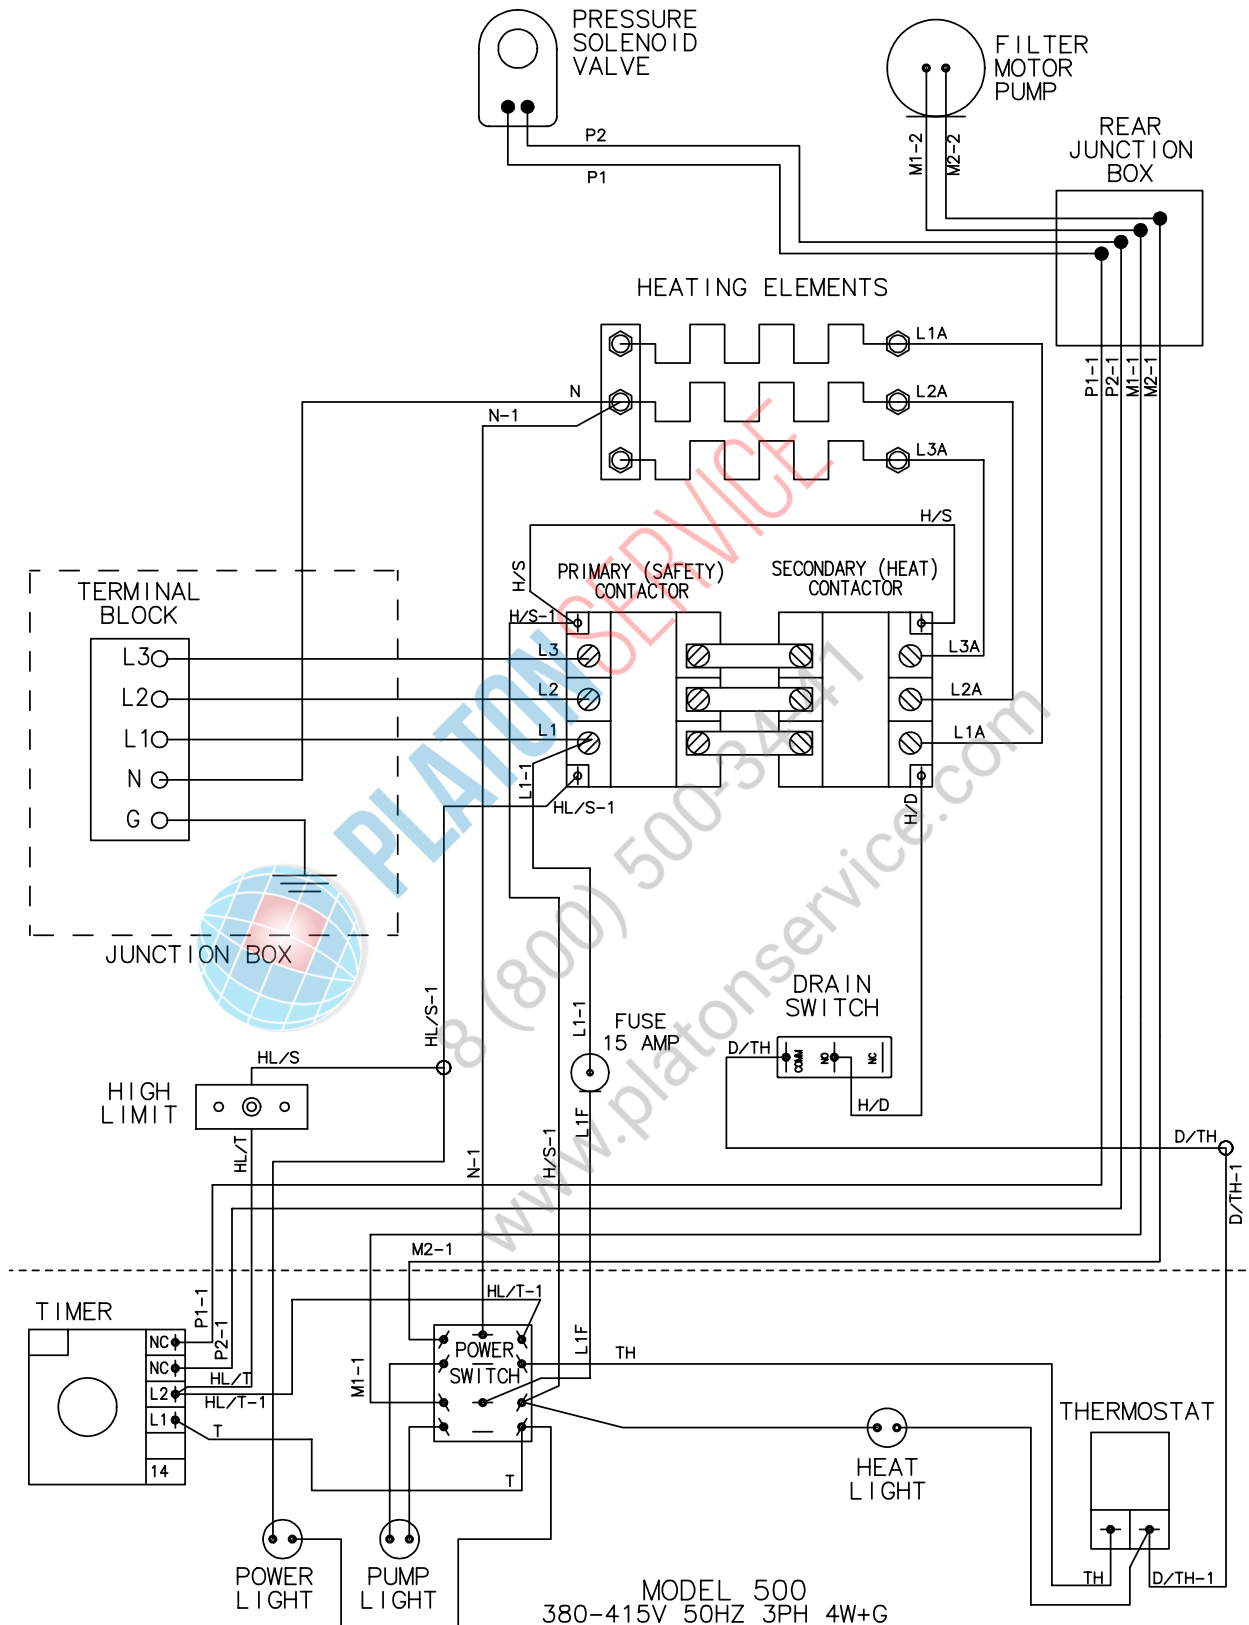 PRESSURE
SOLENOID
VALVE
FILTER
MOTOR
PUMP
REAR
JUNCTION
BOX
P2
P1
M1-2
M2-2
HEATING ELEMENTS
L1A
L2A
L3A
N
N-1
P1-1
P2-1
M1-1
M2-1
H/S
H/S
PRIMARY (SAFETY)
CONTACTOR
SECONDARY (HEAT)
CONTACTOR
TERMINAL
BLOCK
H/S-1
L3
L3
L3A
L2
L2
L2A
L1
L1
L1A
N
G
L1-1
HL/S-1
H/D
JUNCTION BOX
PLATONSERVICE
8 (800) 500-34-41
www.platonservice.com
DRAIN
SWITCH
HL/S-1
L1-1
FUSE
15 AMP
D/TH
COMM
NO
NC
HL/S
HIGH
LIMIT
H/D
L1F
HL/T
N-1
H/S-1
D/TH
D/TH-1
M2-1
HL/T-1
TIMER
P1-1
P2-1
NC
NC
L2
L1
14
HL/T
HL/T-1
T
M1-1
POWER
SWITCH
L1F
TH
T
THERMOSTAT
HEAT
LIGHT
POWER
LIGHT
PUMP
LIGHT
TH
D/TH-1
MODEL 500
380-415V 50HZ 3PH 4W+G